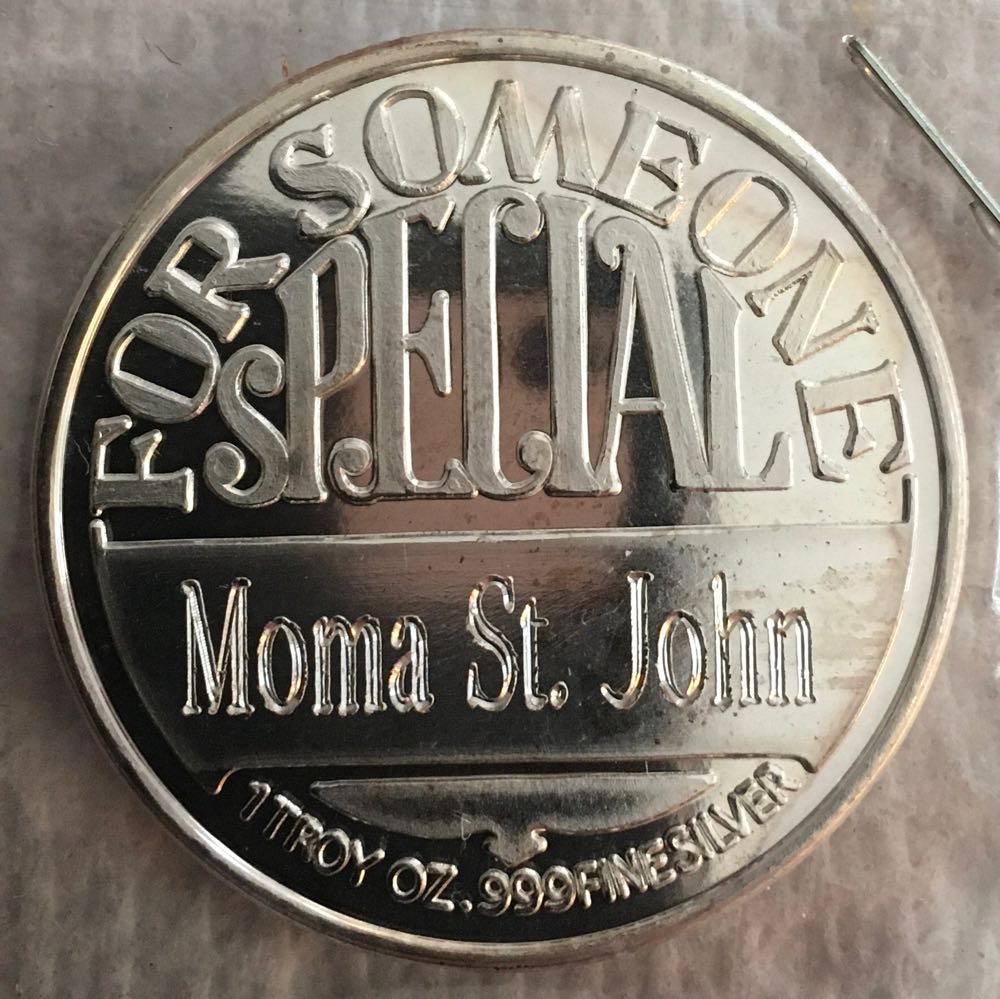 FOR SOMEONE
SPECIAL
Moma St. John
1 TROY OZ. .999 FINE SILVER